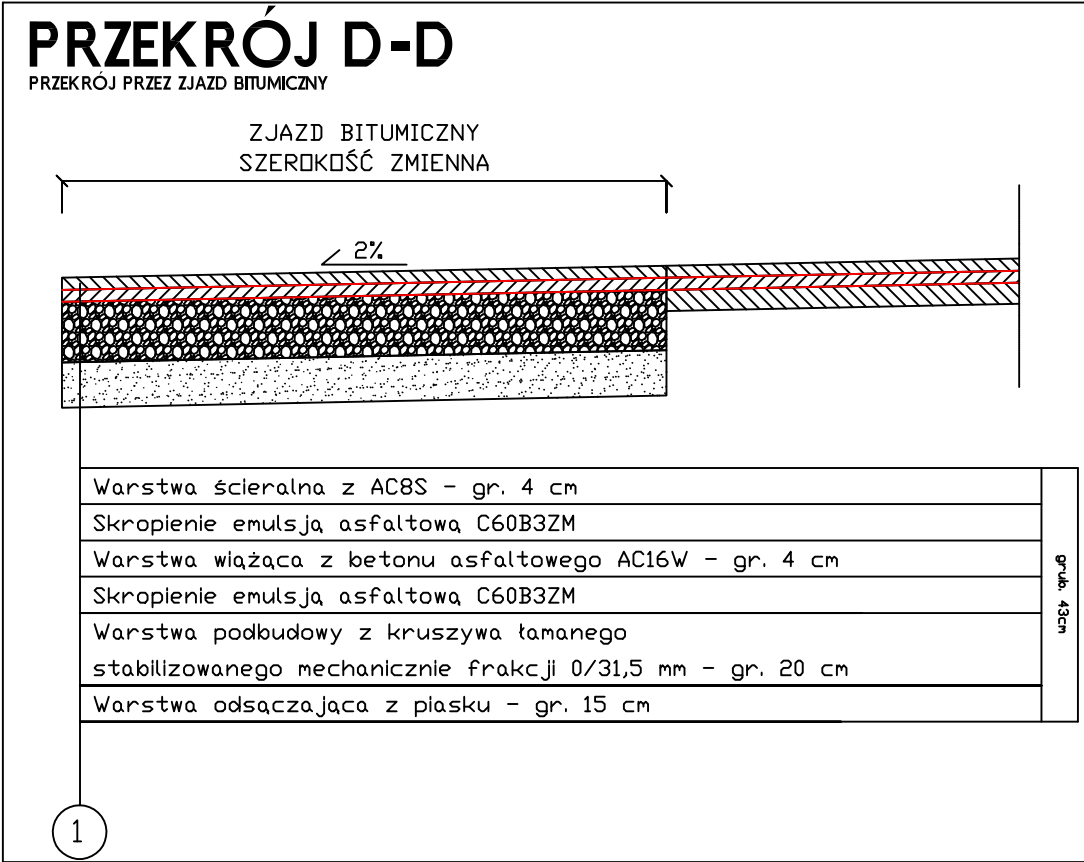 PRZEKRÓJ D-D
PRZEKRÓJ PRZEZ ZJAZD BITUMICZNY
ZJAZD BITUMICZNY
SZEROKOŚĆ ZMIENNA
2%
Warstwa ścieralna z AC8S - gr. 4 cm
Skropienie emulsją asfaltową C60B3ZM
Warstwa wiążąca z betonu asfaltowego AC16W - gr. 4 cm
Skropienie emulsją asfaltową C60B3ZM
Warstwa podbudowy z kruszywa łamanego
stabilizowanego mechanicznie frakcji 0/31,5 mm - gr. 20 cm
Warstwa odsączająca z piasku - gr. 15 cm
grub. 43cm
1